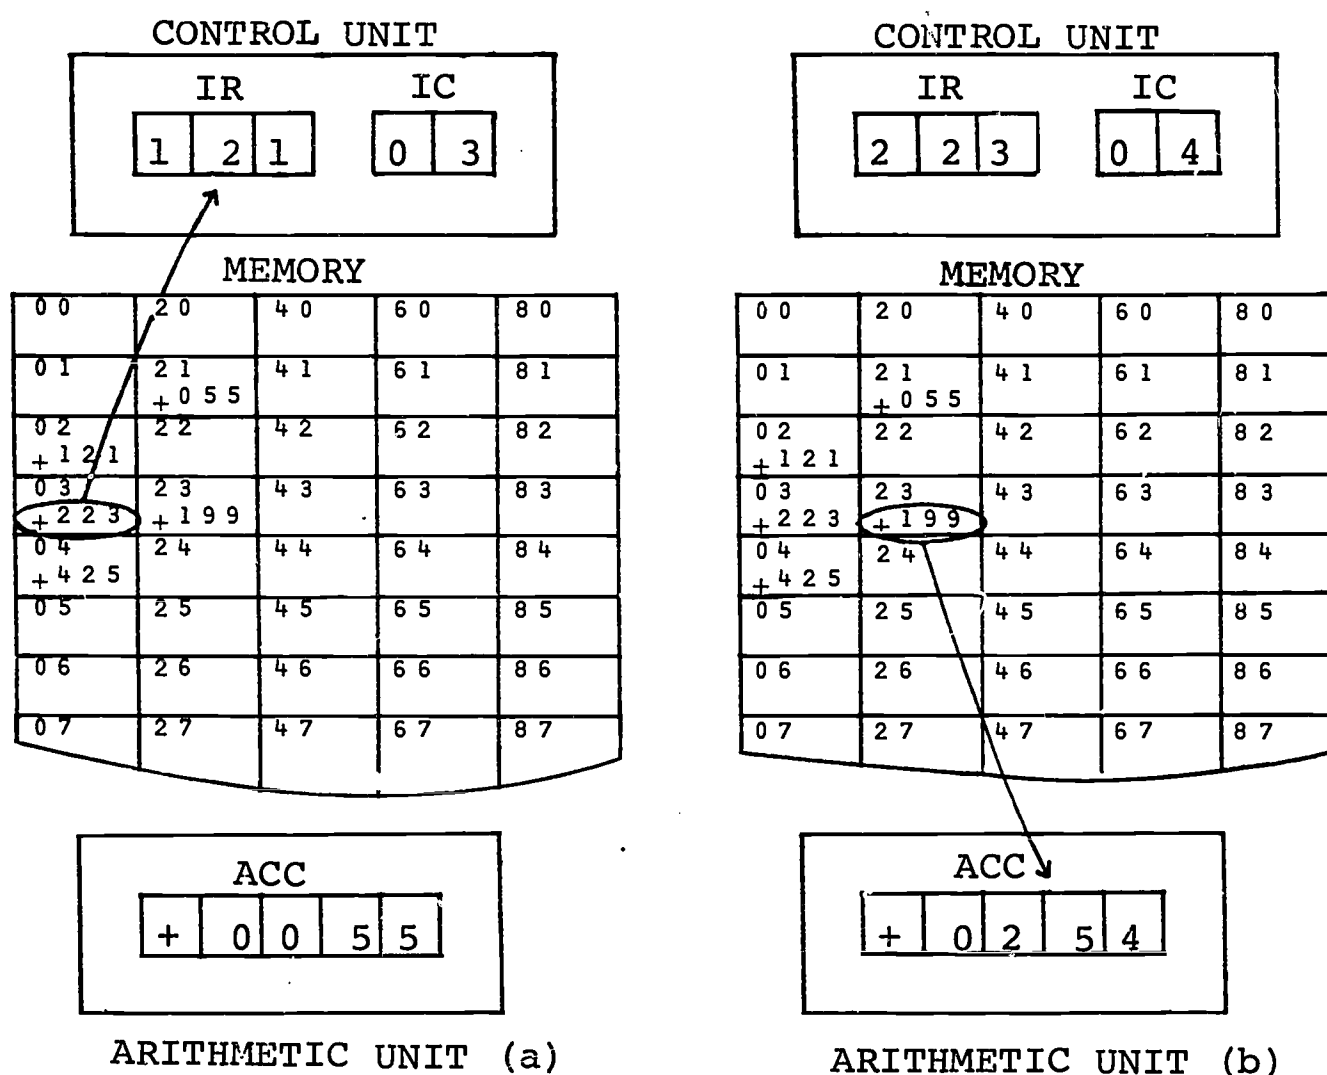 CONTROL UNIT
IR IC
1 2 1 0 3
MEMORY
00 20 40 60 80
01 21 41 61 81
+055
02 22 42 62 82
+121
03 23 43 63 83
+223 +199
04 24 44 64 84
+425
05 25 45 65 85
06 26 46 66 86
07 27 47 67 87
ACC
+ 0 0 5 5
ARITHMETIC UNIT (a)
CONTROL UNIT
IR IC
2 2 3 0 4
MEMORY
00 20 40 60 80
01 21 41 61 81
+055
02 22 42 62 82
+121
03 23 43 63 83
+223 +199
04 24 44 64 84
+425
05 25 45 65 85
06 26 46 66 86
07 27 47 67 87
ACC
+ 0 2 5 4
ARITHMETIC UNIT (b)